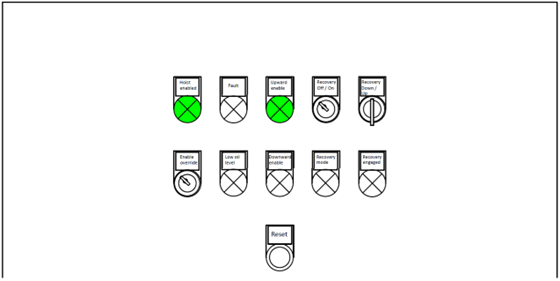 Hoist
enabled
Fault
Upward
enable
Recovery
Off / On
Recovery
Down /
Up
Enable
override
Low oil
level
Downward
enable
Recovery
mode
Recovery
engaged
Reset